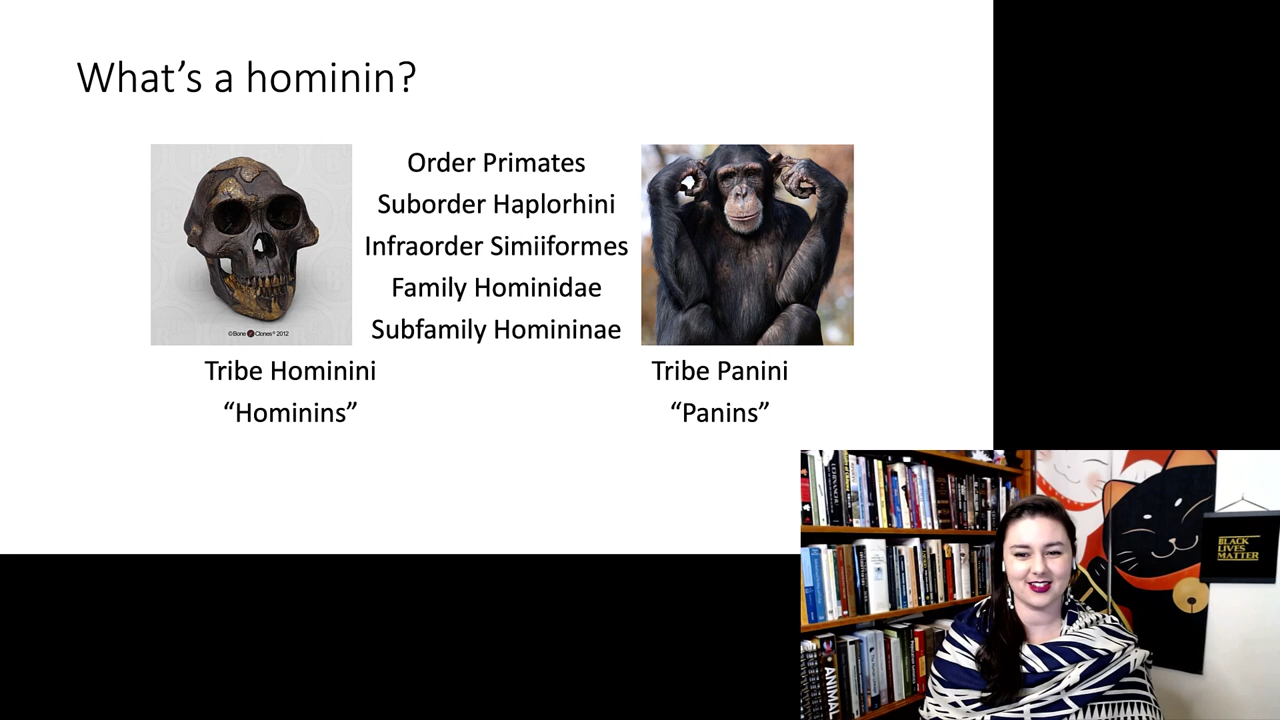 What’s a hominin?
Order Primates
Suborder Haplorhini
Infraorder Simiiformes
Family Hominidae
Subfamily Homininae
©Bone Clones® 2012
Tribe Hominini
“Hominins”
Tribe Panini
“Panins”
BLACK
LIVES
MATTER
ANIMAL